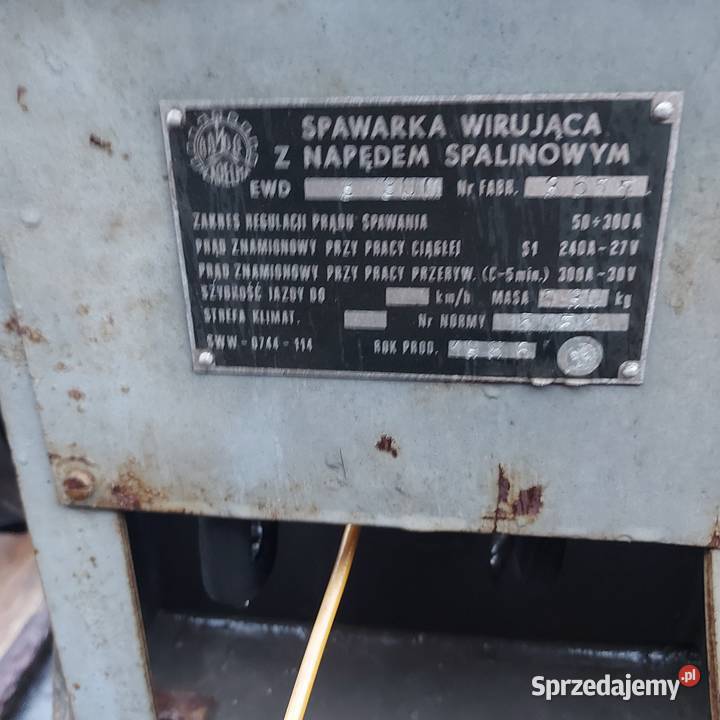 SPAWARKA WIRUJĄCA
Z NAPĘDEM SPALINOWYM
EWD Nr FABR.
ZAKRES REGULACJI PRĄDU SPAWANIA 50÷300A
PRĄD ZNAMIONOWY PRZY PRACY CIĄGŁEJ S1 240A-27V
PRĄD ZNAMIONOWY PRZY PRACY PRZERYW. (C-5min.) 300A-30V
SZYBKOŚĆ JAZDY DO km/h MASA kg
STREFA KLIMAT. Nr NORMY
SWW-0744-114 ROK PROD.
Sprzedajemy.pl